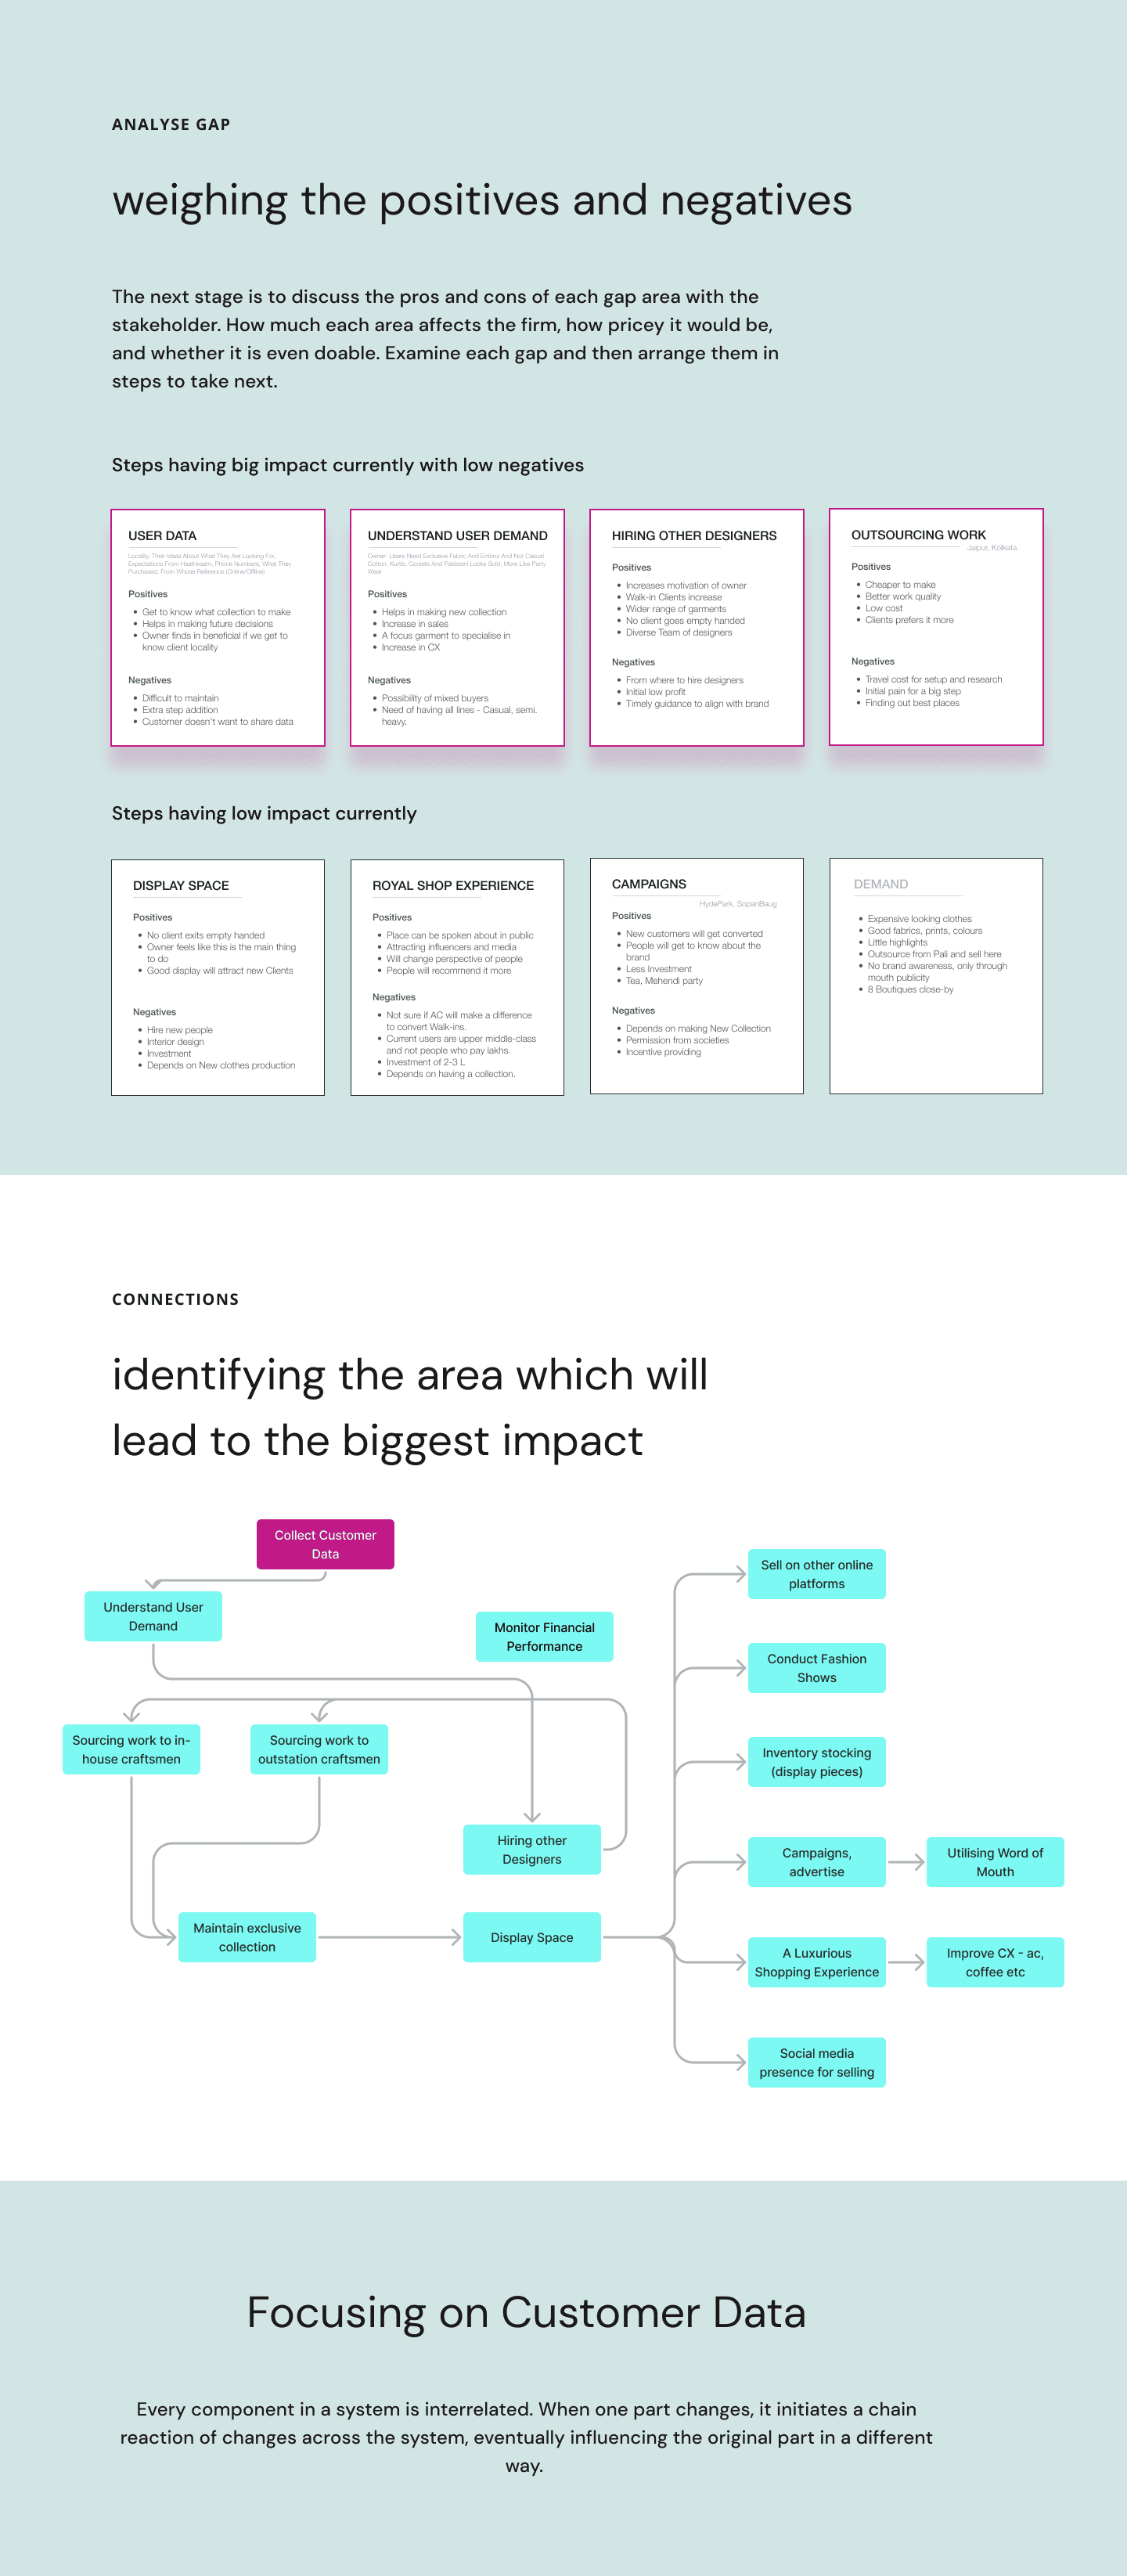 ANALYSE GAP
weighing the positives and negatives
The next stage is to discuss the pros and cons of each gap area with the
stakeholder. How much each area affects the firm, how pricey it would be,
and whether it is even doable. Examine each gap and then arrange them in
steps to take next.
Steps having big impact currently with low negatives
USER DATA
Locality, Their Ideas About What They Are Looking For,
Expectations From Haathkaam, Phone Numbers, What They
Purchased. From Whose Reference (Online/Offline)
Positives
• Get to know what collection to make
• Helps in making future decisions
• Owner finds in beneficial if we get to
know client locality
Negatives
• Difficult to maintain
• Extra step addition
• Customer doesn't want to share data
UNDERSTAND USER DEMAND
Owner- Users Need Exclusive Fabric And Embroi And Not Casual
Cotton. Kurtis, Corsets And Pakistani Looks Sold, More Like Party
Wear
Positives
• Helps in making new collection
• Increase in sales
• A focus garment to specialise in
• Increase in CX
Negatives
• Possibility of mixed buyers
• Need of having all lines - Casual, semi.
heavy.
HIRING OTHER DESIGNERS
Positives
• Increases motivation of owner
• Walk-in Clients increase
• Wider range of garments
• No client goes empty handed
• Diverse Team of designers
Negatives
• From where to hire designers
• Initial low profit
• Timely guidance to align with brand
OUTSOURCING WORK
Jaipur, Kolkata
Positives
• Cheaper to make
• Better work quality
• Low cost
• Clients prefers it more
Negatives
• Travel cost for setup and research
• Initial pain for a big step
• Finding out best places
Steps having low impact currently
DISPLAY SPACE
Positives
• No client exits empty handed
• Owner feels like this is the main thing
to do
• Good display will attract new Clients
Negatives
• Hire new people
• Interior design
• Investment
• Depends on New clothes production
ROYAL SHOP EXPERIENCE
Positives
• Place can be spoken about in public
• Attracting influencers and media
• Will change perspective of people
• People will recommend it more
Negatives
• Not sure if AC will make a difference
to convert Walk-ins.
• Current users are upper middle-class
and not people who pay lakhs.
• Investment of 2-3 L
• Depends on having a collection.
CAMPAIGNS
HydePark, SopanBaug
Positives
• New customers will get converted
• People will get to know about the
brand
• Less Investment
• Tea, Mehendi party
Negatives
• Depends on making New Collection
• Permission from societies
• Incentive providing
DEMAND
• Expensive looking clothes
• Good fabrics, prints, colours
• Little highlights
• Outsource from Pali and sell here
• No brand awareness, only through
mouth publicity
• 8 Boutiques close-by
CONNECTIONS
identifying the area which will
lead to the biggest impact
Collect Customer
Data
Understand User
Demand
Monitor Financial
Performance
Sourcing work to in-
house craftsmen
Sourcing work to
outstation craftsmen
Hiring other
Designers
Maintain exclusive
collection
Display Space
Sell on other online
platforms
Conduct Fashion
Shows
Inventory stocking
(display pieces)
Campaigns,
advertise
Utilising Word of
Mouth
A Luxurious
Shopping Experience
Improve CX - ac,
coffee etc
Social media
presence for selling
Focusing on Customer Data
Every component in a system is interrelated. When one part changes, it initiates a chain
reaction of changes across the system, eventually influencing the original part in a different
way.